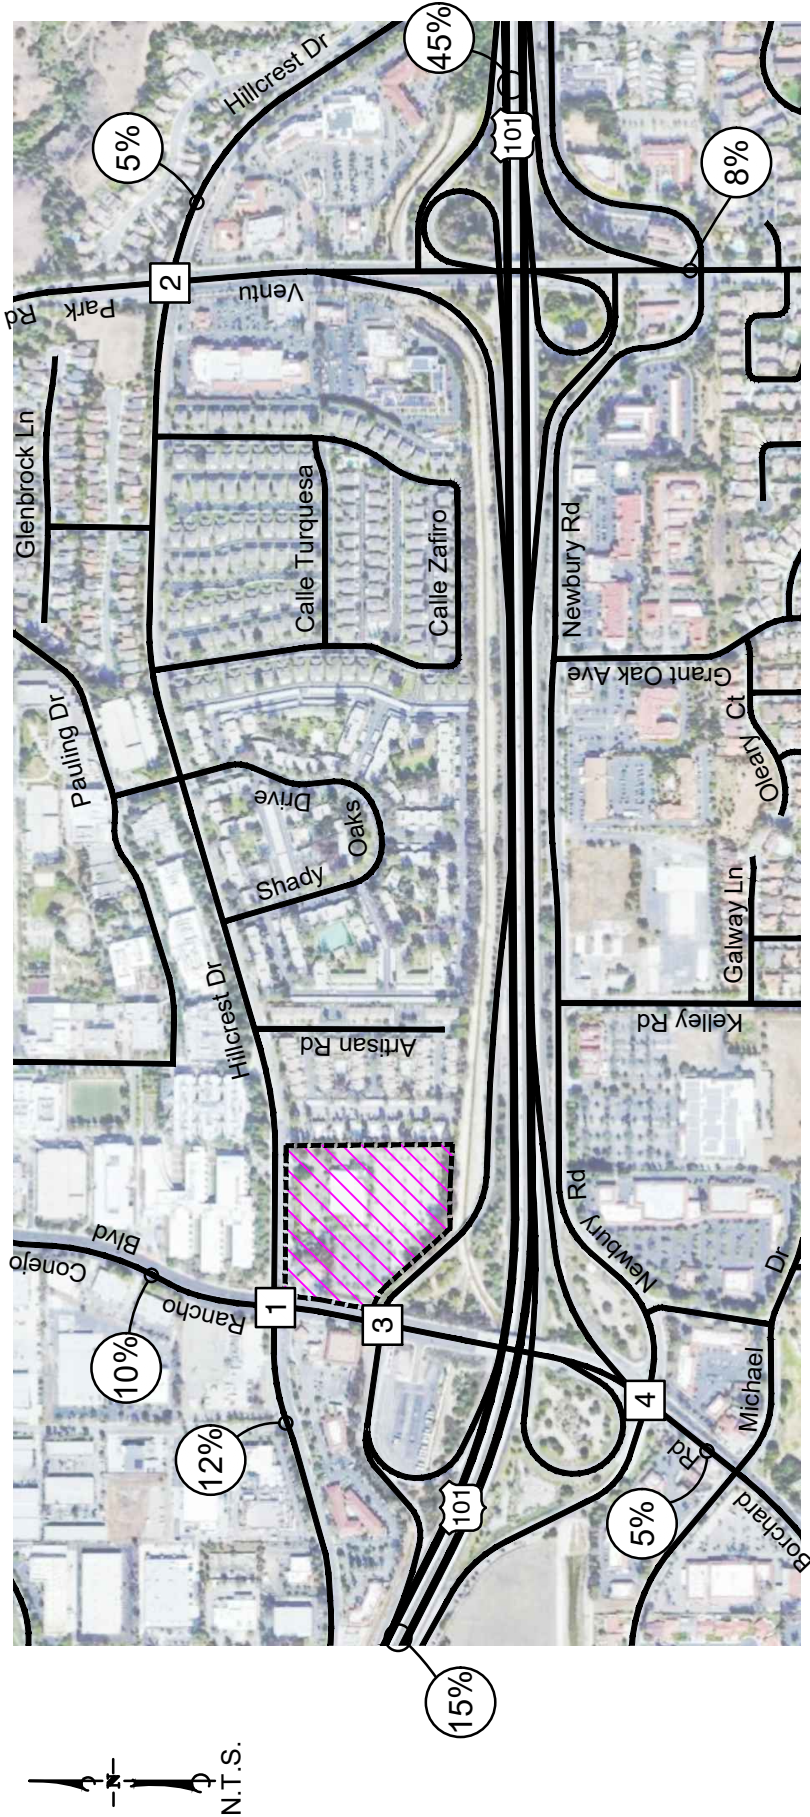 5%
Hillcrest Dr
45%
101
8%
2
Rd
Park
Ventu
Glenbrock Ln
Calle Turquesa
Calle Zafiro
Newbury Rd
Grant Oak Ave
Pauling Dr
Drive
Oaks
Shady
Oleary Ct
Galway Ln
Hillcrest Dr
Artisan Rd
Kelley Rd
Conejo
Blvd
Rancho
10%
1
3
Newbury
Rd
12%
4
Michael
Dr
101
Rd
5%
Borchard
15%
N
N.T.S.